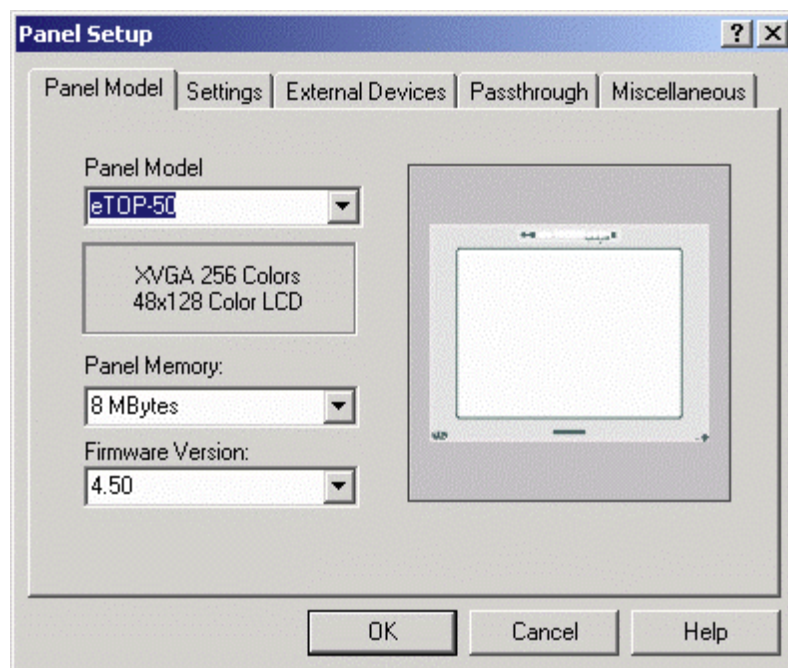 Panel Setup
Panel Model
Settings
External Devices
Passthrough
Miscellaneous
Panel Model
eTOP-50
XVGA 256 Colors
48x128 Color LCD
Panel Memory:
8 MBytes
Firmware Version:
4.50
OK
Cancel
Help